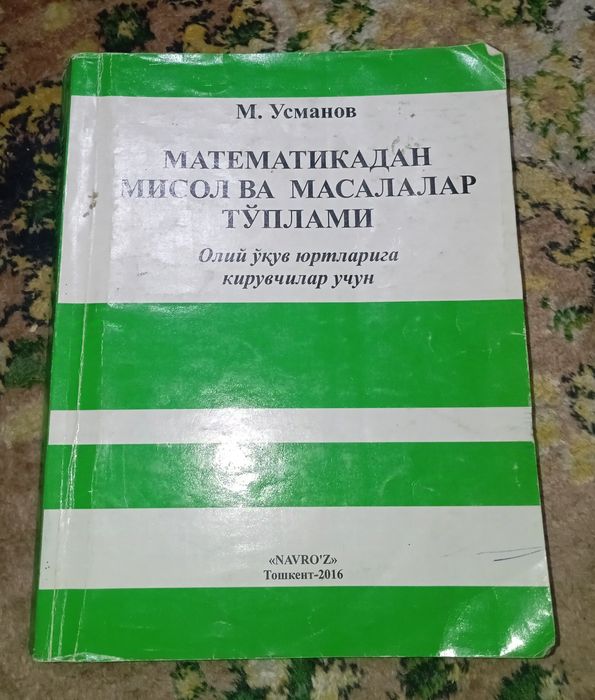 М. Усманов
МАТЕМАТИКАДАН
МИСОЛ ВА МАСАЛАЛАР
ТЎПЛАМИ
Олий ўқув юртларига
кирувчилар учун
«NAVRO'Z»
Тошкент-2016